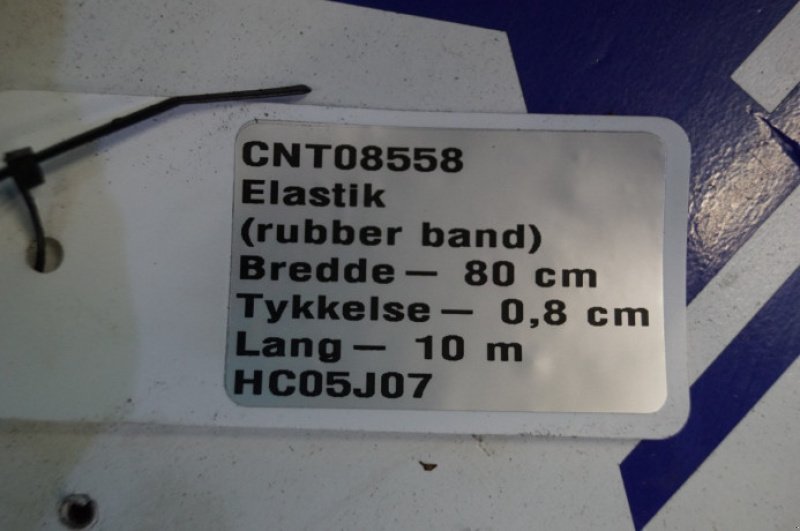 CNT08558
Elastik
(rubber band)
Bredde — 80 cm
Tykkelse — 0,8 cm
Lang — 10 m
HC05J07